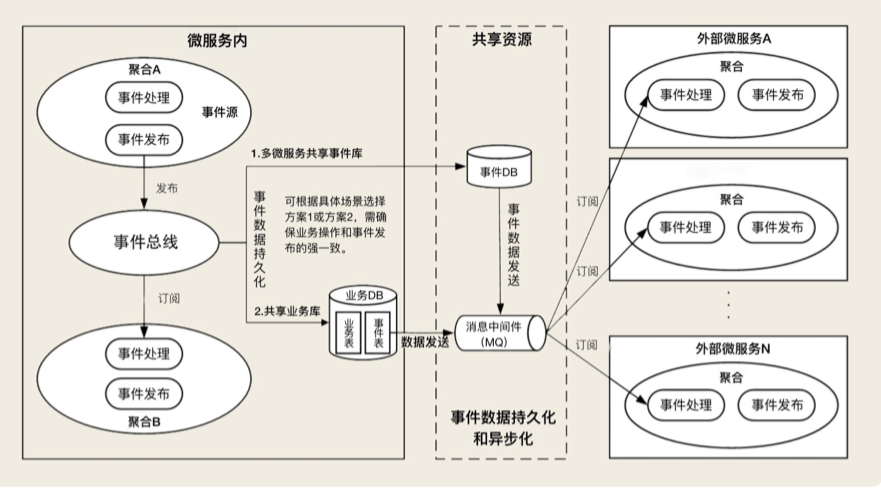 微服务内
聚合A
事件处理
事件源
事件发布
发布
事件总线
订阅
事件处理
事件发布
聚合B
1.多微服务共享事件库
事件数据持久化
可根据具体场景选择
方案1或方案2，需确
保业务操作和事件发
布的强一致。
2.共享业务库
业务DB
业务表
事件表
数据发送
共享资源
事件DB
事件数据发送
消息中间件
（MQ）
事件数据持久化
和异步化
订阅
订阅
订阅
外部微服务A
聚合
事件处理
事件发布
聚合
事件处理
事件发布
外部微服务N
聚合
事件处理
事件发布